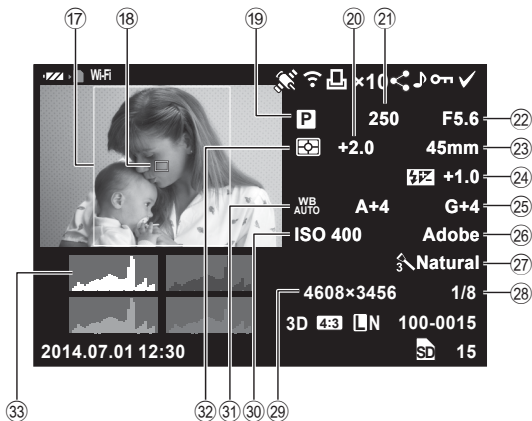 ⑰ ⑱ ⑲ ⑳ ㉑
Wi-Fi ×10
P 250 F5.6 ㉒
+2.0 45mm ㉓
+1.0 ㉔
WB AUTO A+4 G+4 ㉕
ISO 400 Adobe ㉖
3 Natural ㉗
4608×3456 1/8 ㉘
3D 4:3 LN 100-0015
2014.07.01 12:30 SD 15
㉝ ㉜ ㉛ ㉚ ㉙